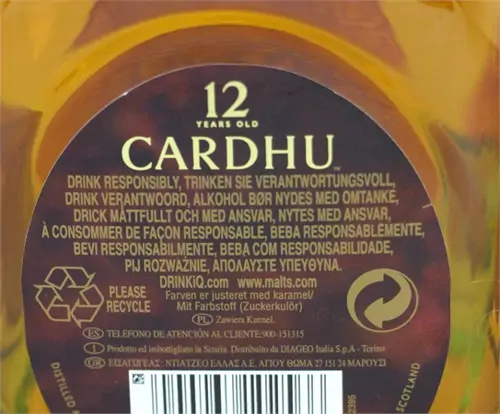 12
YEARS OLD
CARDHU™
DRINK RESPONSIBLY, TRINKEN SIE VERANTWORTUNGSVOLL,
DRINK VERANTWOORD, ALKOHOL BØR NYDES MED OMTANKE,
DRICK MÅTTFULLT OCH MED ANSVAR, NYTES MED ANSVAR,
À CONSOMMER DE FAÇON RESPONSABLE, BEBA RESPONSABLEMENTE,
BEVI RESPONSABILMENTE, BEBA COM RESPONSABILIDADE,
PIJ ROZWAŻNIE, ΑΠΟΛΑΥΣΤΕ ΥΠΕΥΘΥΝΑ.
DRINKiQ.com www.malts.com
PLEASE
RECYCLE
Farven er justeret med karamel/
Mit Farbstoff (Zuckerkulör)
PL Zawiera Karmel.
ES TELÉFONO DE ATENCIÓN AL CLIENTE:900-151315
I Prodotto ed imbottigliato in Scozia. Distribuito da DIAGEO Italia S.p.A - Torino
GR ΕΙΣΑΓΩΓΕΑΣ: ΝΤΙΑΤΖΕΟ ΕΛΛΑΣ Α.Ε. ΑΓΙΟΥ ΘΩΜΑ 27 151 24 ΜΑΡΟΥΣΙ
DISTILLED
SCOTLAND